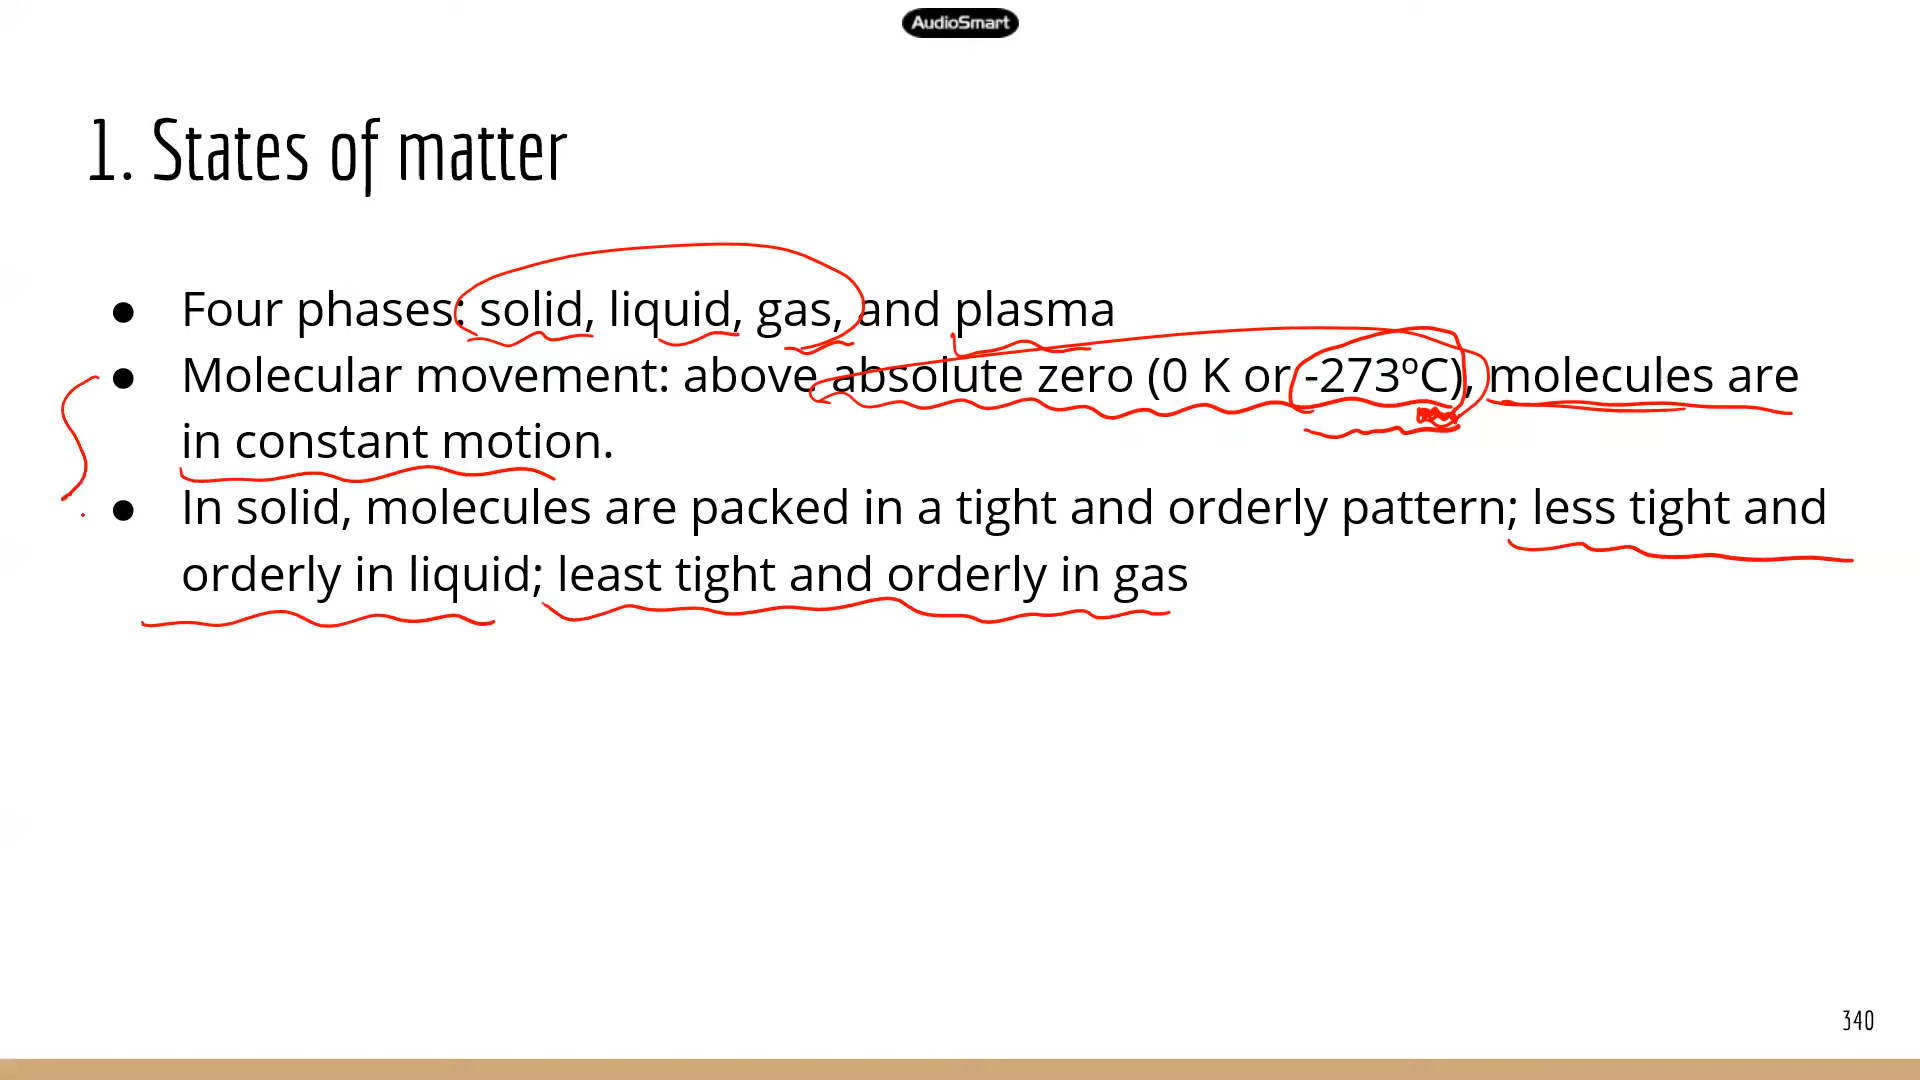 AudioSmart
1. States of matter
● Four phases: solid, liquid, gas, and plasma
● Molecular movement: above absolute zero (0 K or -273ºC), molecules are
in constant motion.
● In solid, molecules are packed in a tight and orderly pattern; less tight and
orderly in liquid; least tight and orderly in gas
340